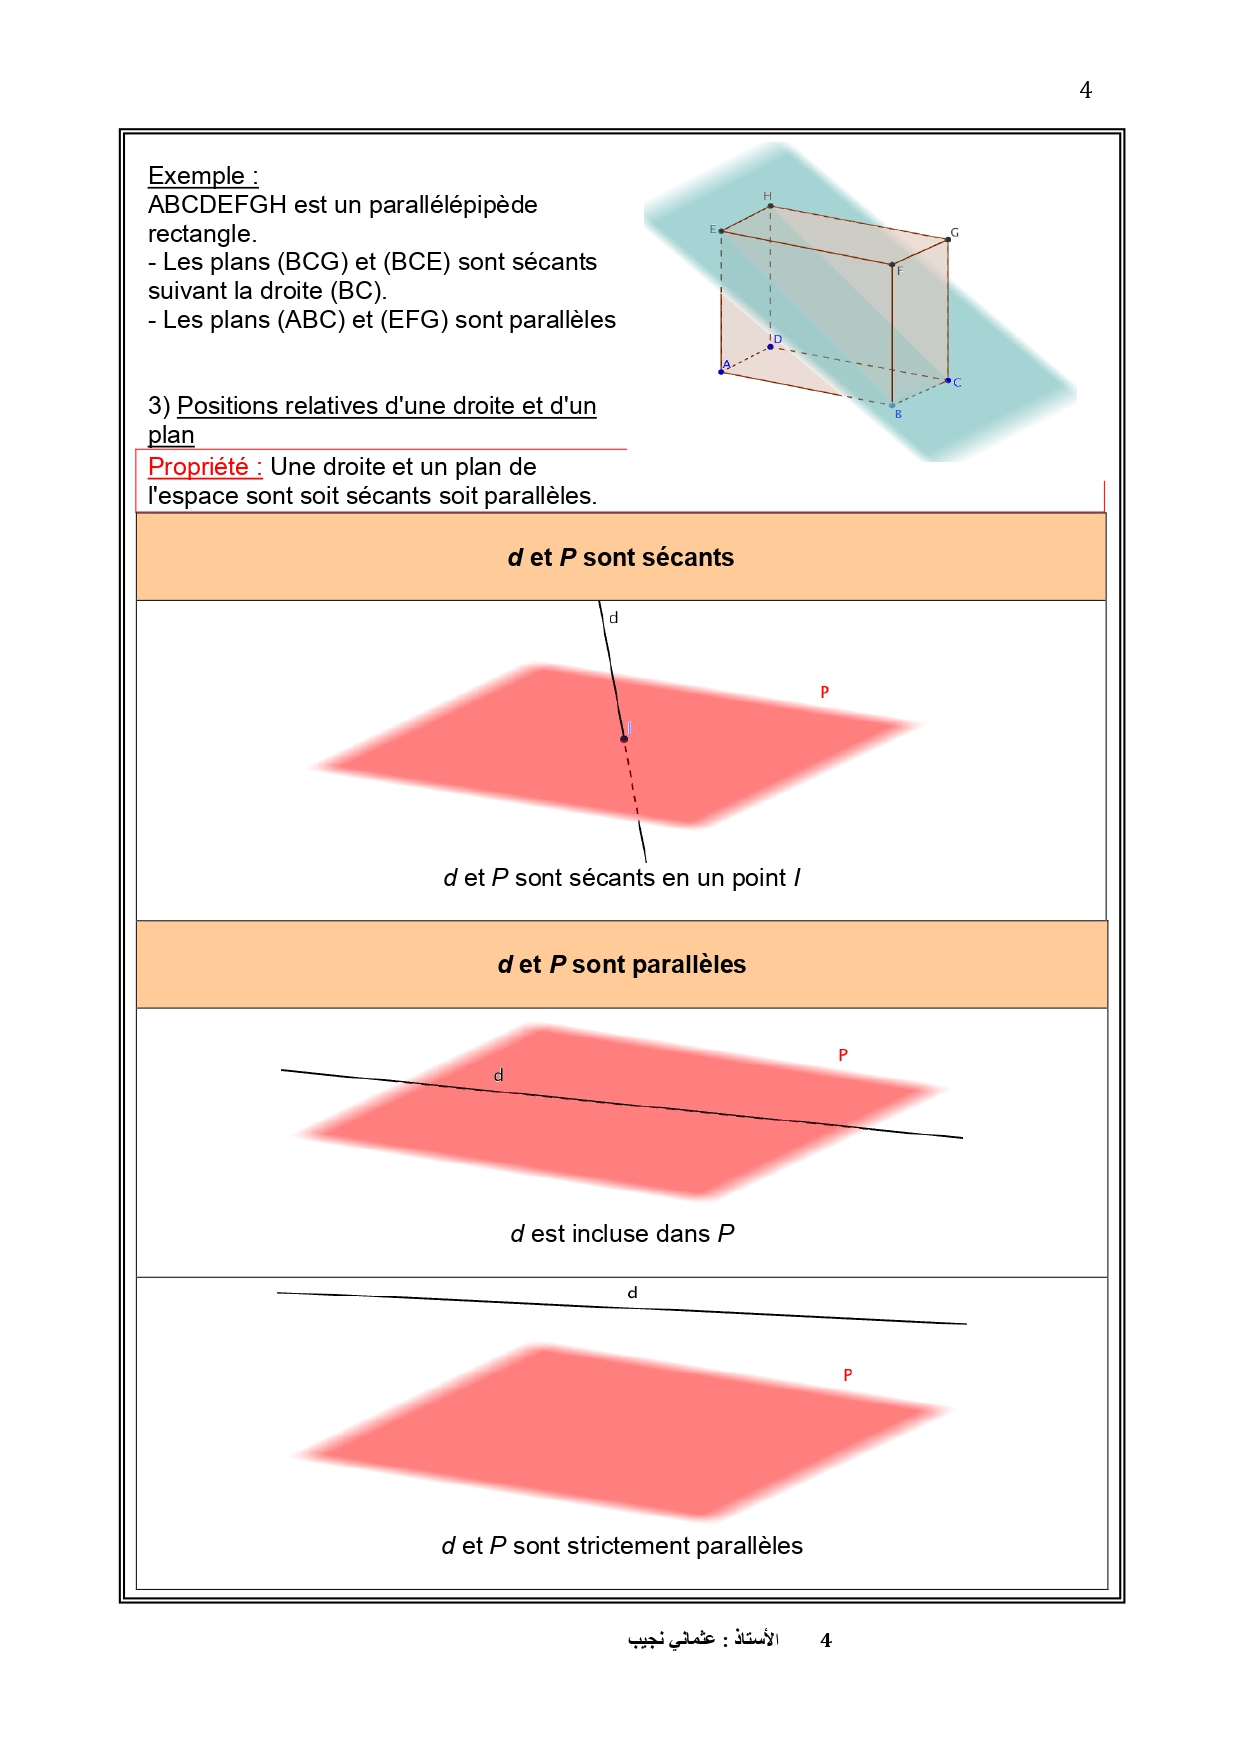 4
Exemple :
ABCDEFGH est un parallélépipède
rectangle.
- Les plans (BCG) et (BCE) sont sécants
suivant la droite (BC).
- Les plans (ABC) et (EFG) sont parallèles
H
E
G
F
D
A
C
B
3) Positions relatives d'une droite et d'un
plan
Propriété : Une droite et un plan de
l'espace sont soit sécants soit parallèles.
d et P sont sécants
d
P
I
d et P sont sécants en un point I
d et P sont parallèles
P
d
d est incluse dans P
d
P
d et P sont strictement parallèles
الأستاذ : عثماني نجيب 4